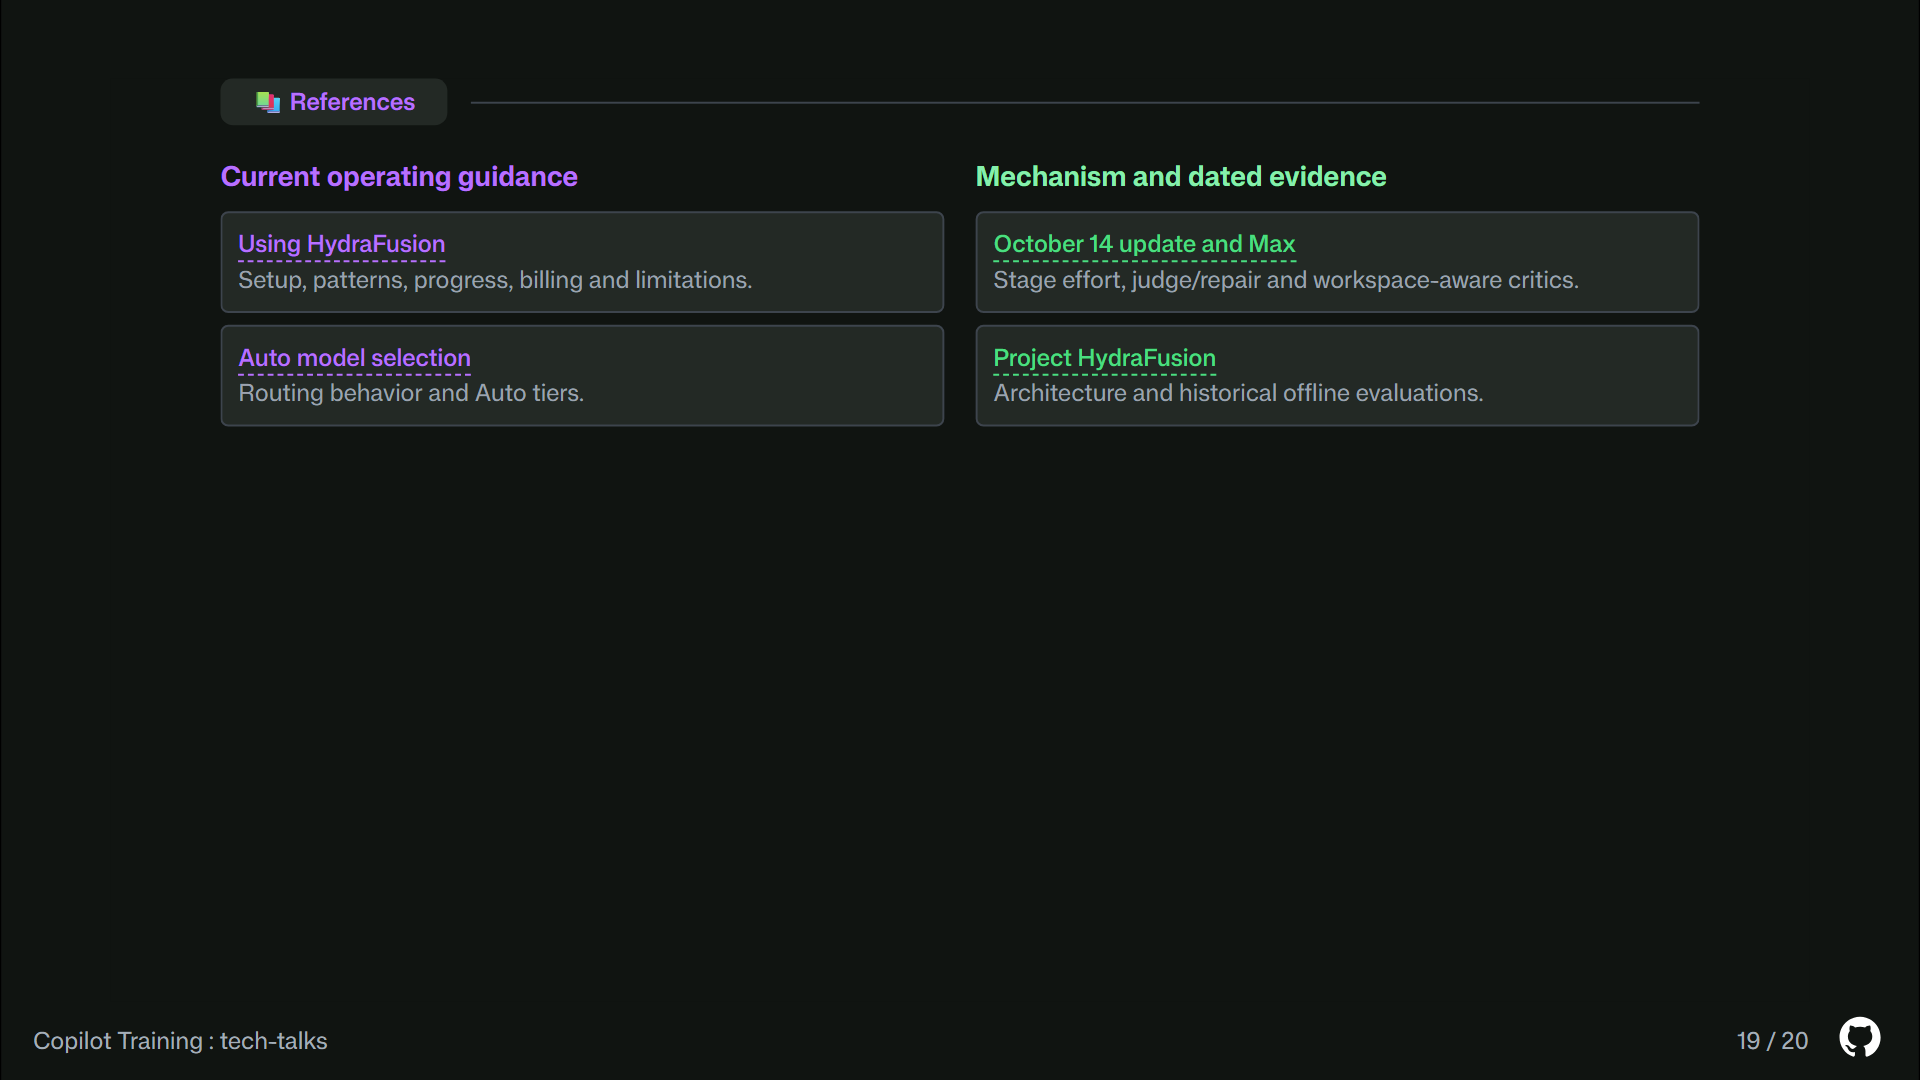 References
Current operating guidance
Using HydraFusion
Setup, patterns, progress, billing and limitations.
Auto model selection
Routing behavior and Auto tiers.
Mechanism and dated evidence
October 14 update and Max
Stage effort, judge/repair and workspace-aware critics.
Project HydraFusion
Architecture and historical offline evaluations.
Copilot Training : tech-talks
19 / 20